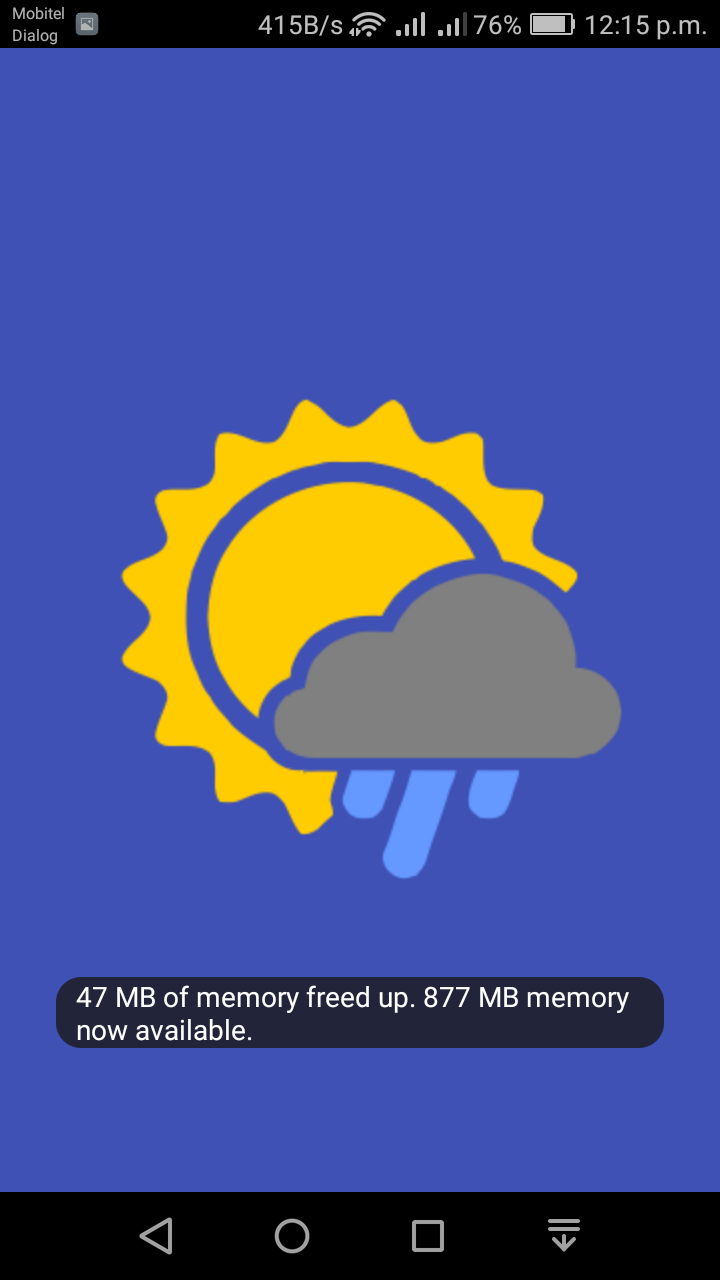 Mobitel
Dialog
415B/s 76% 12:15 p.m.
47 MB of memory freed up. 877 MB memory
now available.